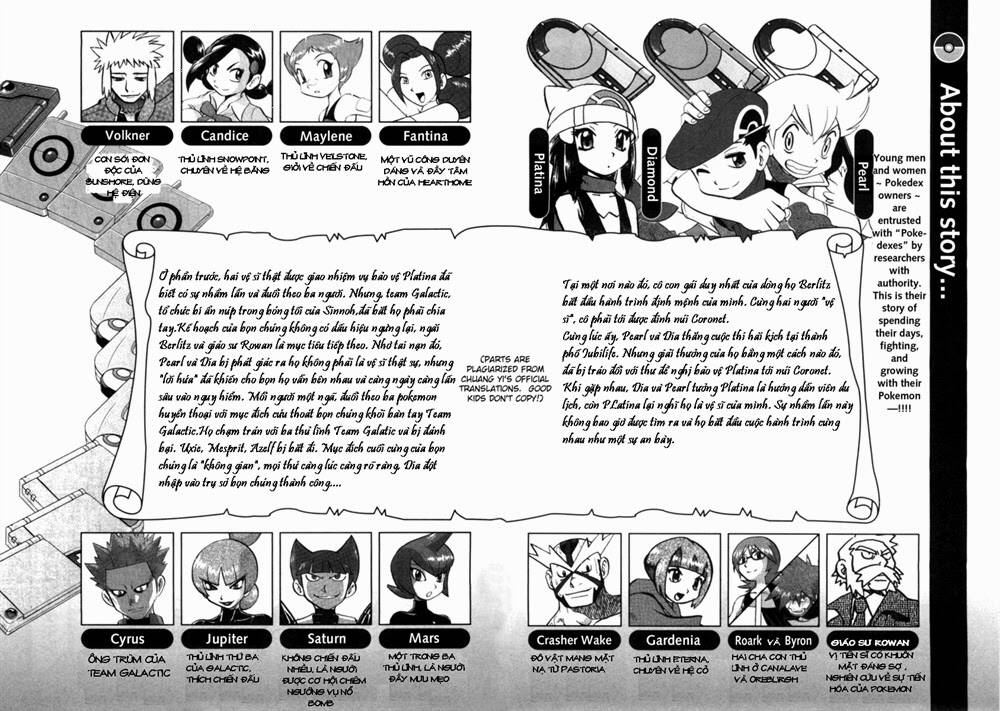 About this story...
Young men
and women
~ Pokedex
owners ~
are
entrusted
with "Poke-
dexes" by
researchers
with
authority.
This is their
story of
spending
their days,
fighting,
and
growing
with their
Pokemon
—!!!!
Volkner
CON SÓI ĐƠN
ĐỘC CỦA
SUNSHORE, DÙNG
HỆ ĐIỆN.
Candice
THỦ LĨNH SNOWPOINT,
CHUYÊN VỀ HỆ BĂNG
Maylene
THỦ LĨNH VEILSTONE,
GIỎI VỀ CHIẾN ĐẤU
Fantina
MỘT VŨ CÔNG DUYÊN
DÁNG VÀ ĐẦY TÂM
HỒN CỦA HEARTHOME
Platina
Diamond
Pearl
Ở phần trước, hai vệ sĩ thật được giao nhiệm vụ bảo vệ Platina đã
biết có sự nhầm lẫn và đuổi theo ba người. Nhưng, team Galactic,
tổ chức bí ẩn núp trong bóng tối của Sinnoh,đã bắt họ phải chia
tay.Kế hoạch của bọn chúng không có dấu hiệu ngưng lại, ngài
Berlitz và giáo sư Rowan là mục tiêu tiếp theo. Nhờ tai nạn đó,
Pearl và Dia bị phát giác ra họ không phải là vệ sĩ thật sự, nhưng
"lời hứa" đã khiến cho bọn họ vẫn bên nhau và càng ngày càng lấn
sâu vào nguy hiểm. Mỗi người một ngã, đuổi theo ba pokemon
huyền thoại với mục đích cứu thoát bọn chúng khỏi bàn tay Team
Galactic.Họ chạm trán với ba thủ lĩnh Team Galatic và bị đánh
bại. Uxie, Mesprit, Azelf bị bắt đi. Mục đích cuối cùng của bọn
chúng là "không gian", mọi thứ càng lúc càng rõ ràng. Dia đột
nhập vào trụ sở bọn chúng thành công....
(PARTS ARE
PLAGIARIZED FROM
CHUANG YI'S OFFICIAL
TRANSLATIONS. GOOD
KIDS DON'T COPY!)
Tại một nơi nào đó, cô con gái duy nhất của dòng họ Berlitz
bắt đầu hành trình định mệnh của mình. Cùng hai người "vệ
sĩ", cô phải tới được đỉnh núi Coronet.
Cùng lúc ấy, Pearl và Dia thắng cuộc thi hài kịch tại thành
phố Jubilife. Nhưng giải thưởng của họ bằng một cách nào đó,
đã bị tráo đổi với thư đề nghị bảo vệ Platina tới núi Coronet.
Khi gặp nhau, Dia và Pearl tưởng Platina là hướng dẫn viên du
lịch, còn PLatina lại nghĩ họ là vệ sĩ của mình. Sự nhầm lẫn này
không bao giờ được tìm ra và họ bắt đầu cuộc hành trình cùng
nhau như một sự an bày.
Cyrus
ÔNG TRÙM CỦA
TEAM GALACTIC
Jupiter
THỦ LĨNH THỨ BA
CỦA GALACTIC,
THÍCH CHIẾN ĐẤU
Saturn
KHÔNG CHIẾN ĐẤU
NHIỀU, LÀ NGƯỜI
ĐƯỢC CƠ HỘI CHIÊM
NGƯỠNG VỤ NỔ
BOMB
Mars
MỘT TRONG BA
THỦ LĨNH, LÀ NGƯỜI
ĐẦY MƯU MẸO
Crasher Wake
ĐÔ VẬT MANG MẶT
NẠ TỪ PASTORIA
Gardenia
THỦ LĨNH ETERNA,
CHUYÊN VỀ HỆ CỎ
Roark VÀ Byron
HAI CHA CON THỦ
LĨNH Ở CANALAVE
VÀ OREBURGH
GIÁO SƯ ROWAN
VỊ TIẾN SĨ CÓ KHUÔN
MẶT ĐÁNG SỢ,
NGHIÊN CỨU VỀ SỰ TIẾN
HÓA CỦA POKEMON